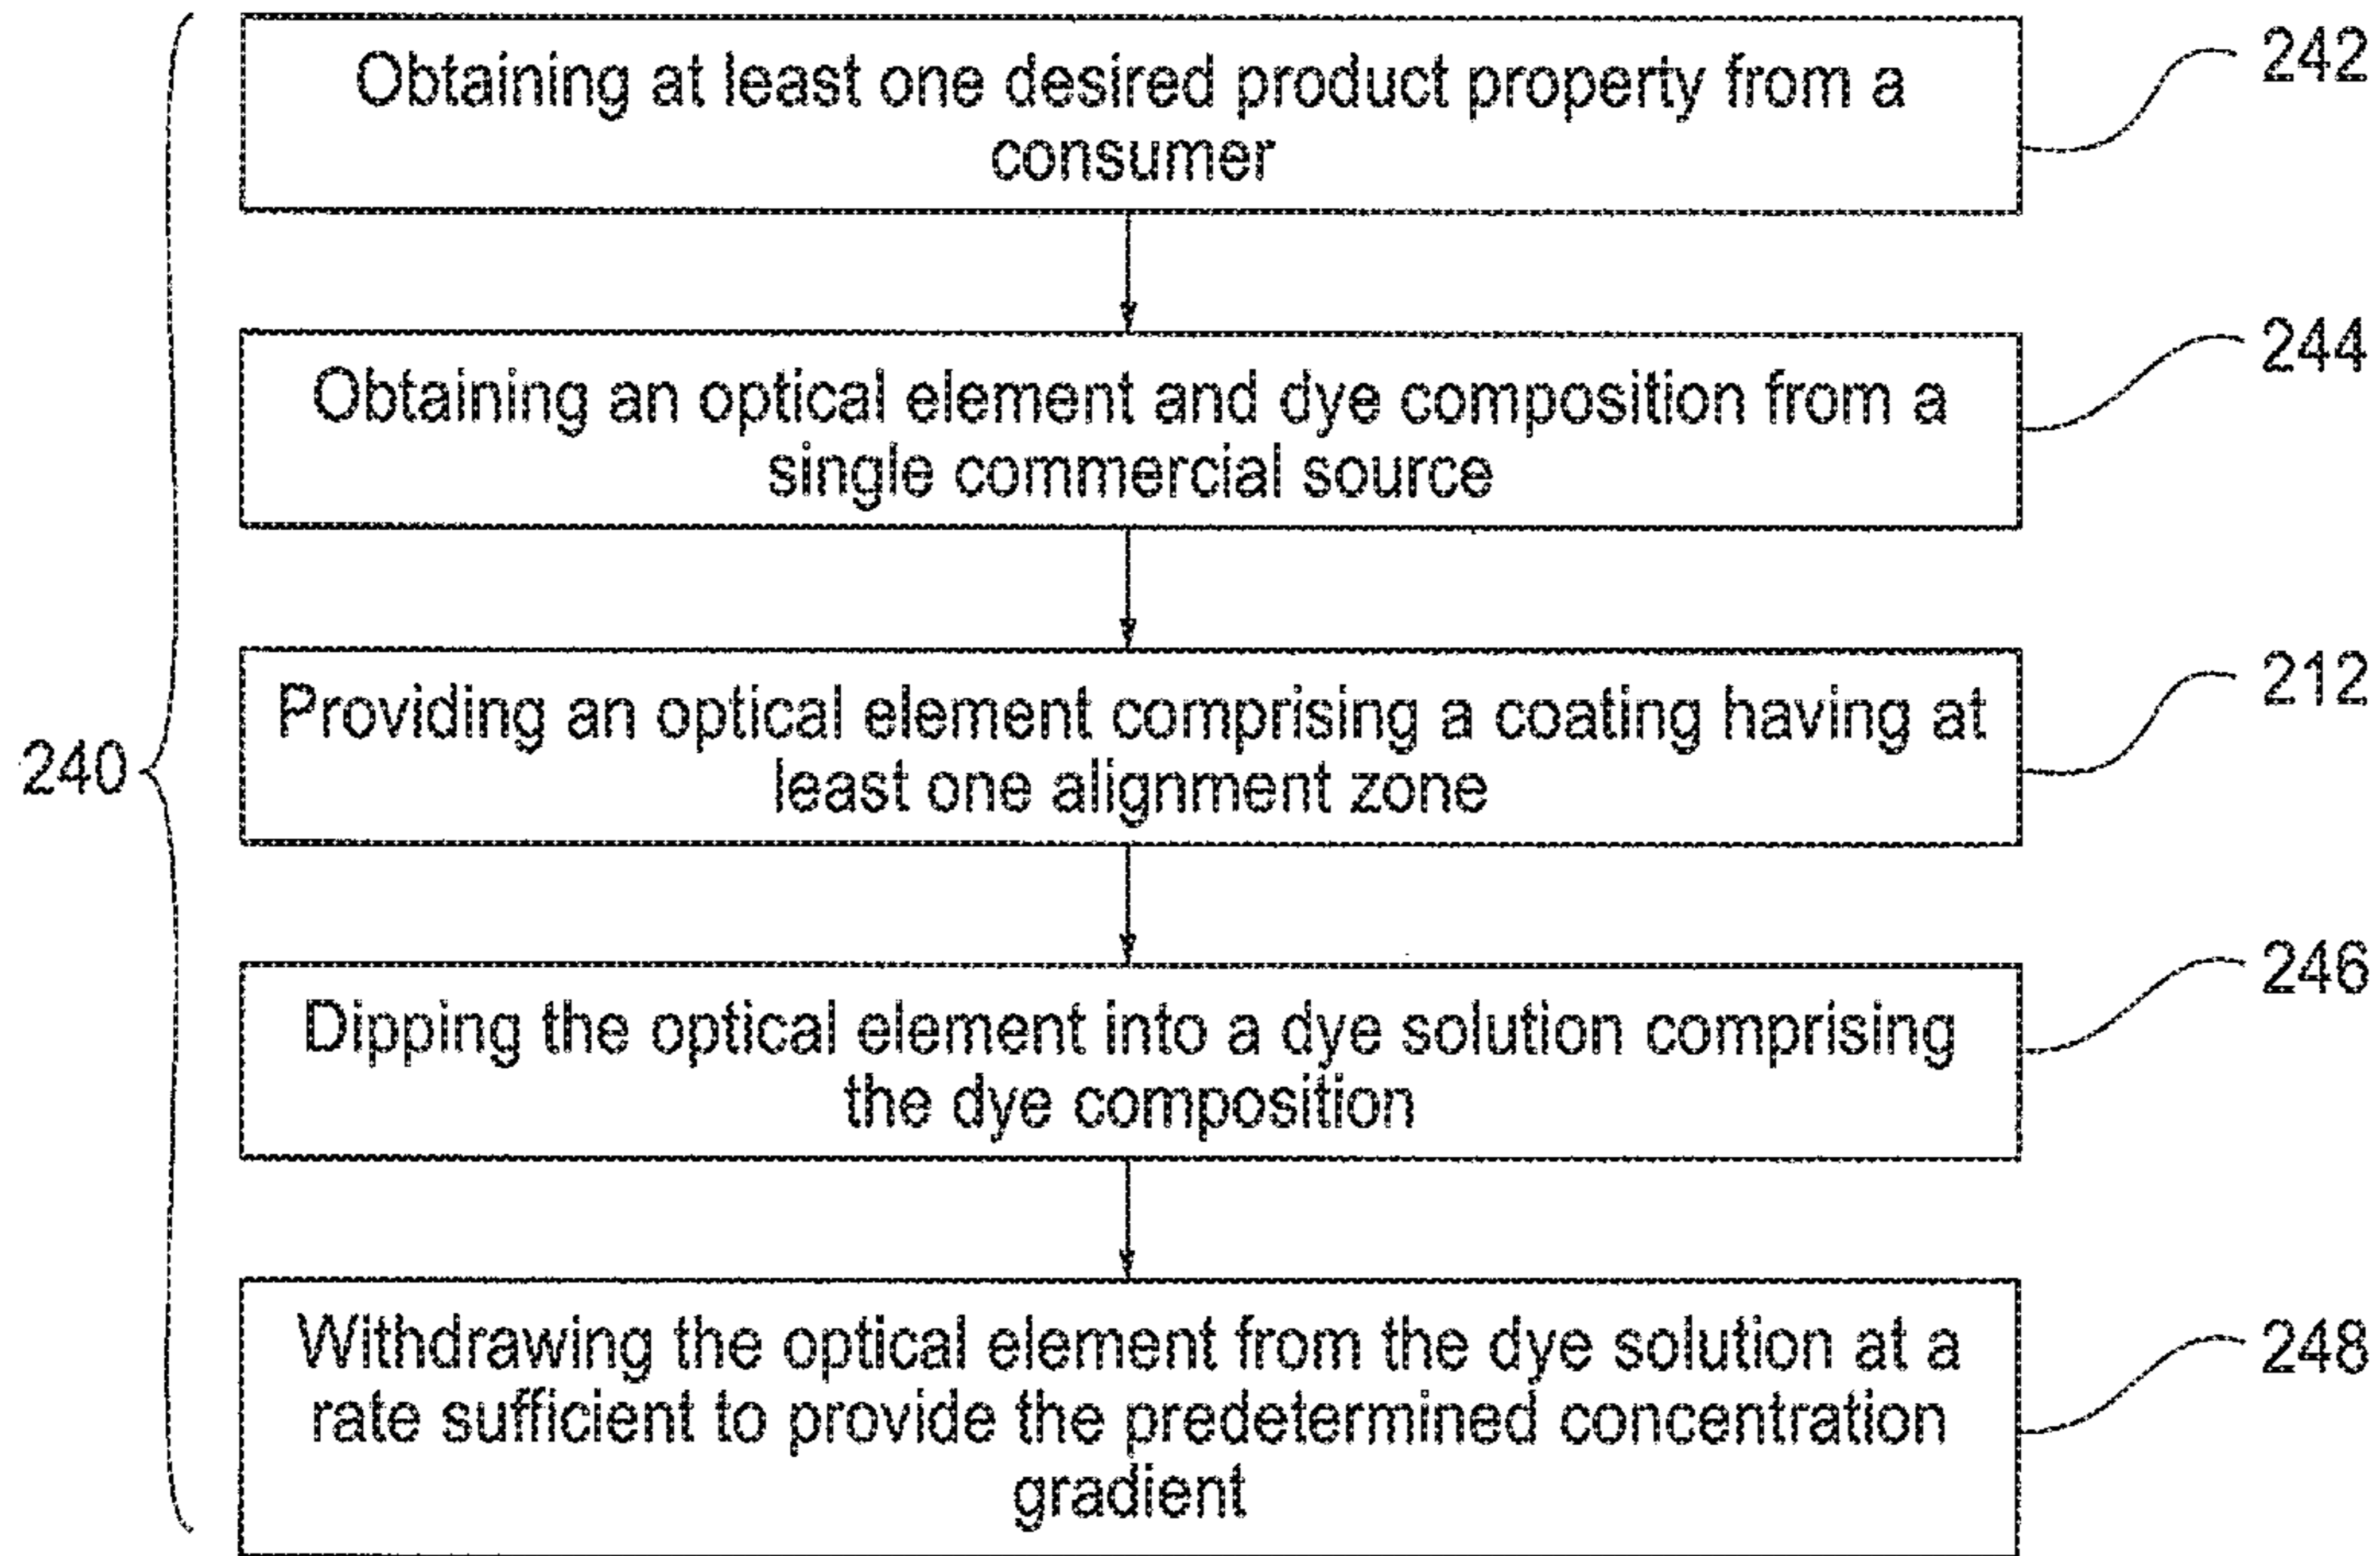 Obtaining at least one desired product property from a
consumer
242
Obtaining an optical element and dye composition from a
single commercial source
244
Providing an optical element comprising a coating having at
least one alignment zone
212
240
Dipping the optical element into a dye solution comprising
the dye composition
246
Withdrawing the optical element from the dye solution at a
rate sufficient to provide the predetermined concentration
gradient
248